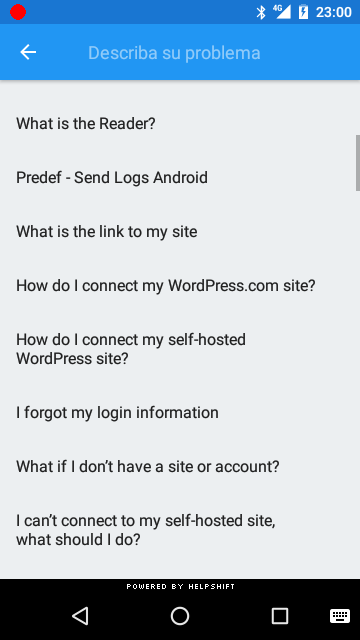 4G 23:00
Describa su problema
What is the Reader?
Predef - Send Logs Android
What is the link to my site
How do I connect my WordPress.com site?
How do I connect my self-hosted
WordPress site?
I forgot my login information
What if I don’t have a site or account?
I can’t connect to my self-hosted site,
what should I do?
POWERED BY HELPSHIFT